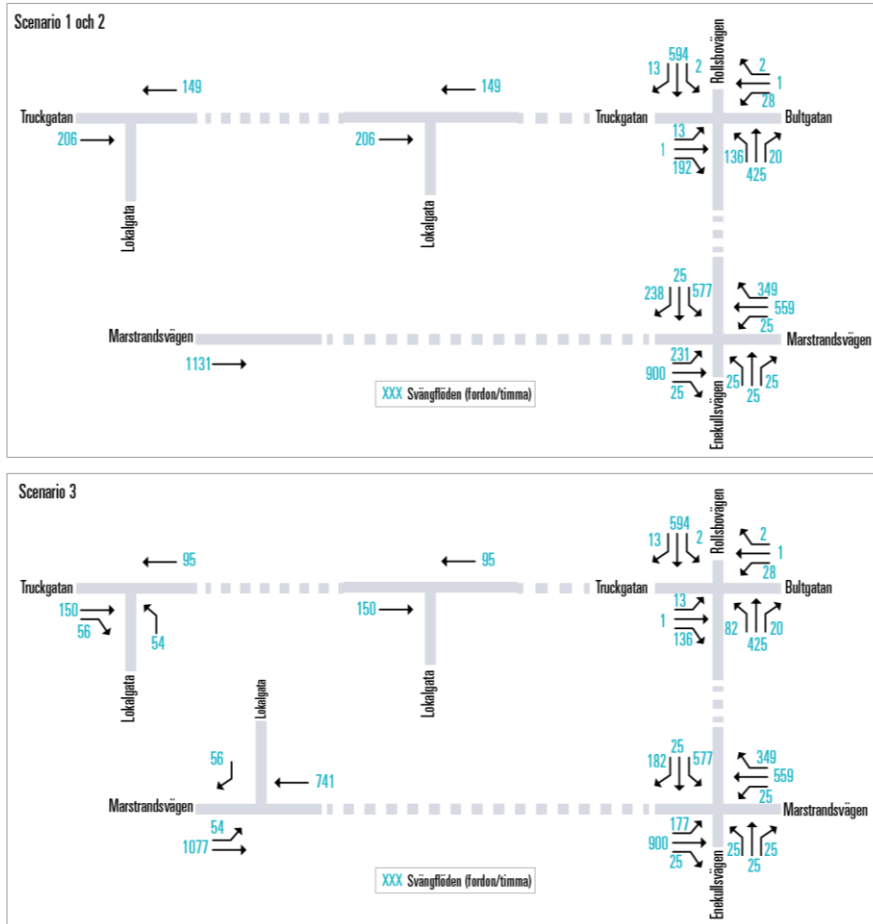 Scenario 1 och 2
Rollsbovägen
594
13 2
2
1
28
149
149
Truckgatan
Truckgatan
Bultgatan
206
206
13
1
192
136 20
425
Lokalgata
Lokalgata
25
238 577
349
559
25
Marstrandsvägen
Marstrandsvägen
1131
231
900
25
25 25
25
XXX Svängflöden (fordon/timma)
Enekullsvägen
Scenario 3
Rollsbovägen
594
13 2
2
1
28
95
95
Truckgatan
Truckgatan
Bultgatan
150
56
54
150
13
1
136
82 20
425
Lokalgata
Lokalgata
Lokalgata
56
741
25
182 577
349
559
25
Marstrandsvägen
Marstrandsvägen
54
1077
177
900
25
25 25
25
XXX Svängflöden (fordon/timma)
Enekullsvägen